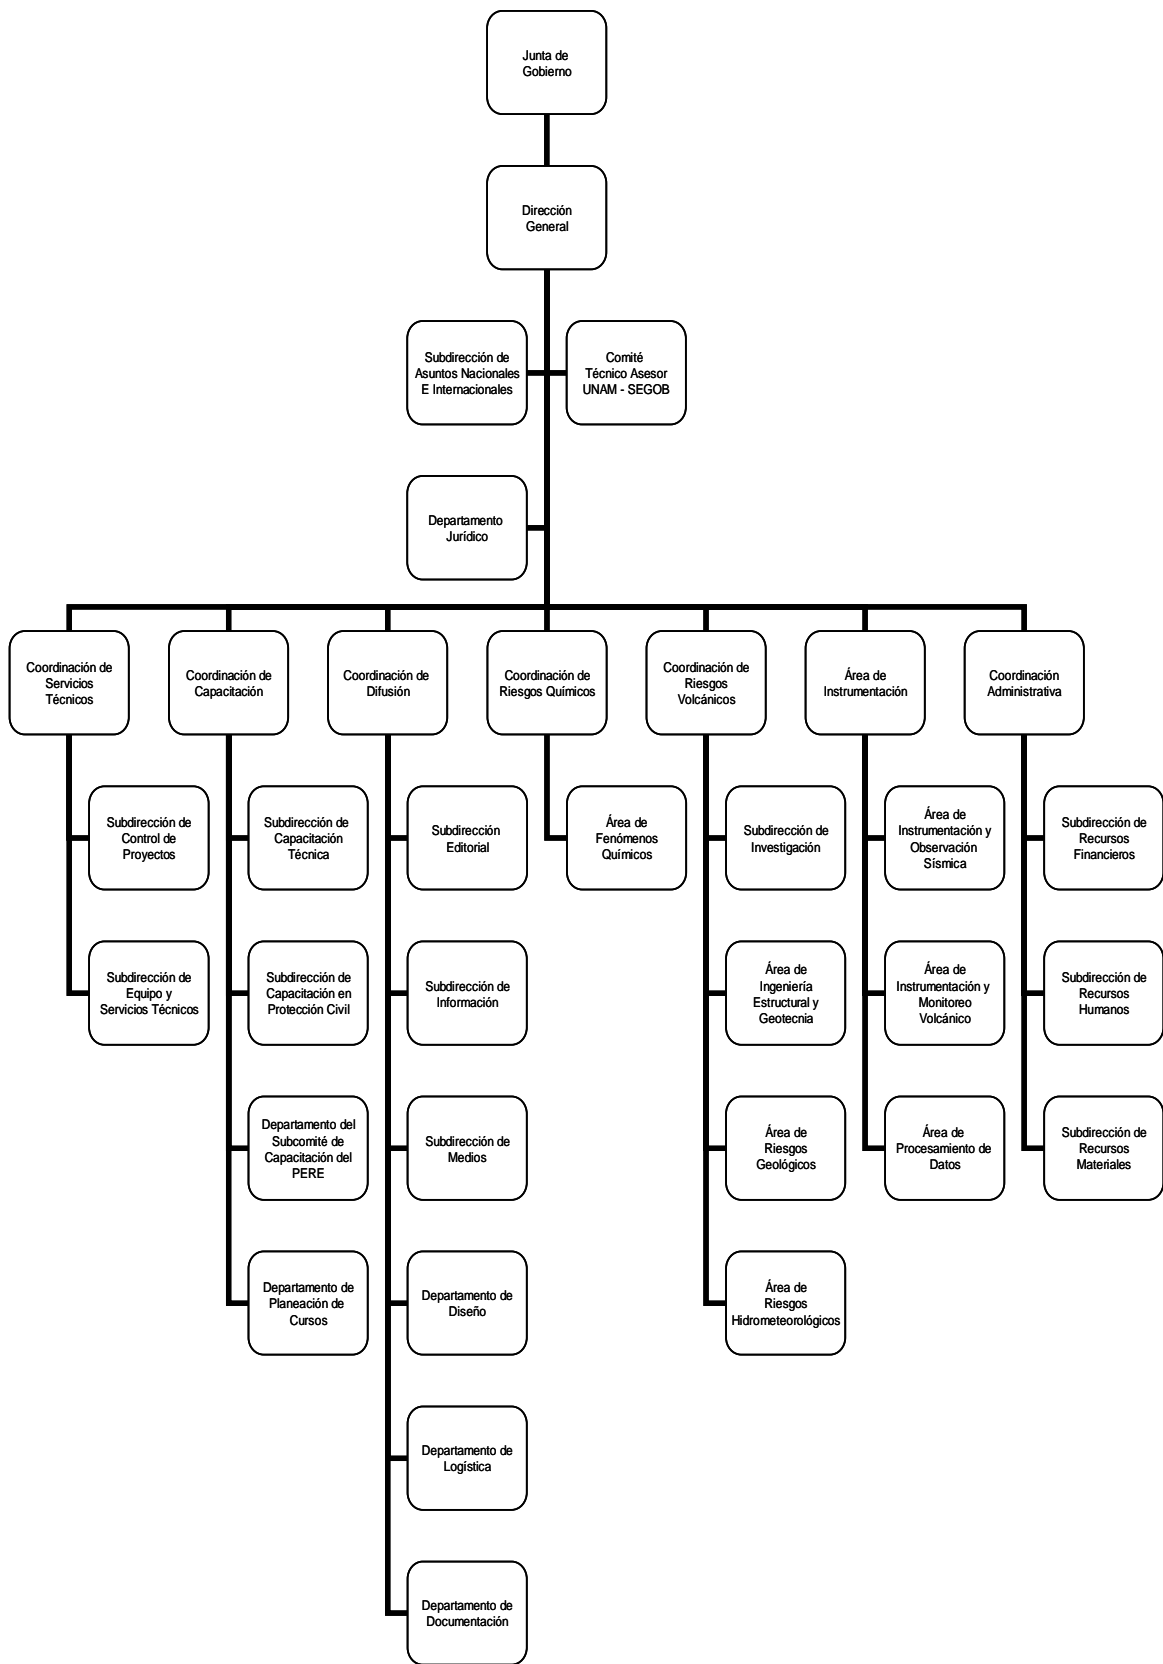 Junta de
Gobierno
Dirección
General
Subdirección de
Asuntos Nacionales
E Internacionales
Comité
Técnico Asesor
UNAM - SEGOB
Departamento
Jurídico
Coordinación de
Servicios
Técnicos
Coordinación de
Capacitación
Coordinación de
Difusión
Coordinación de
Riesgos Químicos
Coordinación de
Riesgos
Volcánicos
Área de
Instrumentación
Coordinación
Administrativa
Subdirección de
Control de
Proyectos
Subdirección de
Capacitación
Técnica
Subdirección
Editorial
Área de
Fenómenos
Químicos
Subdirección de
Investigación
Área de
Instrumentación y
Observación
Sísmica
Subdirección de
Recursos
Financieros
Subdirección de
Equipo y
Servicios Técnicos
Subdirección de
Capacitación en
Protección Civil
Subdirección de
Información
Área de
Ingeniería
Estructural y
Geotecnia
Área de
Instrumentación y
Monitoreo
Volcánico
Subdirección de
Recursos
Humanos
Departamento del
Subcomité de
Capacitación del
PERE
Subdirección de
Medios
Área de
Riesgos
Geológicos
Área de
Procesamiento de
Datos
Subdirección de
Recursos
Materiales
Departamento de
Planeación de
Cursos
Departamento de
Diseño
Área de
Riesgos
Hidrometeorológicos
Departamento de
Logística
Departamento de
Documentación